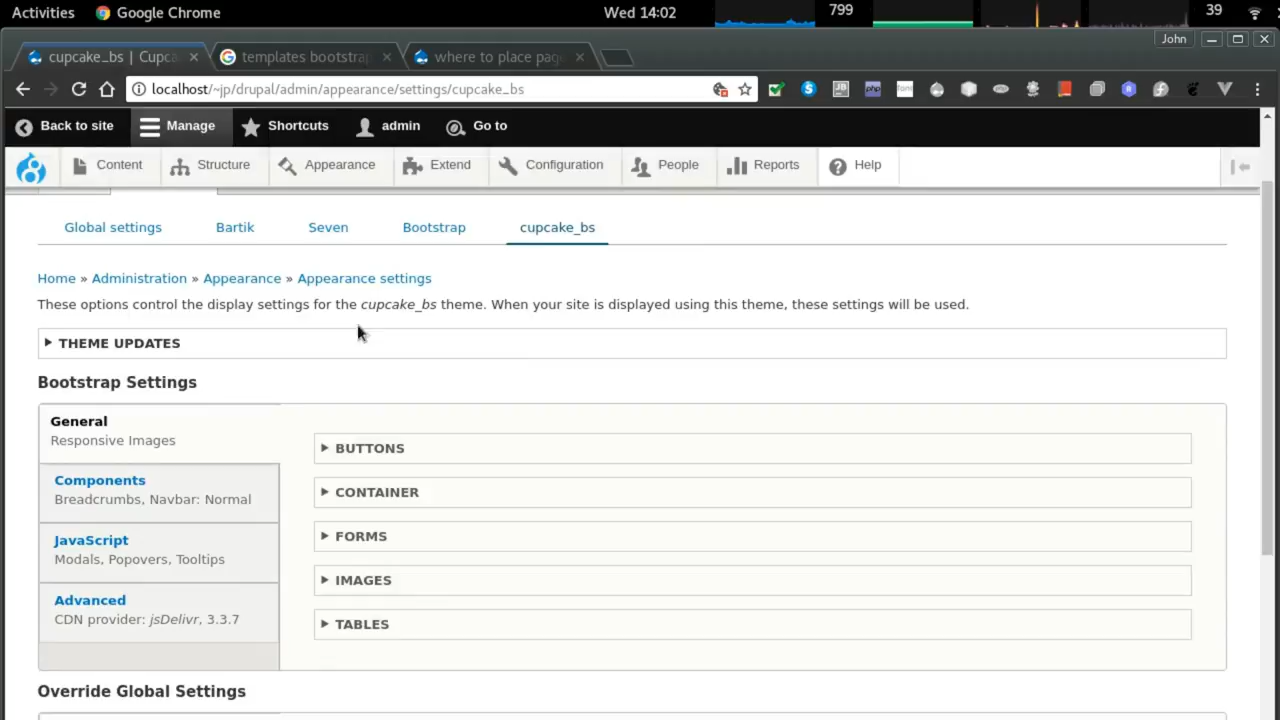 Activities Google Chrome Wed 14:02 799 39
John
cupcake_bs | Cupca templates bootstrap where to place page
localhost/~jp/drupal/admin/appearance/settings/cupcake_bs
Back to site Manage Shortcuts admin Go to
Content Structure Appearance Extend Configuration People Reports Help
Global settings Bartik Seven Bootstrap cupcake_bs
Home » Administration » Appearance » Appearance settings
These options control the display settings for the cupcake_bs theme. When your site is displayed using this theme, these settings will be used.
THEME UPDATES
Bootstrap Settings
General
Responsive Images
Components
Breadcrumbs, Navbar: Normal
JavaScript
Modals, Popovers, Tooltips
Advanced
CDN provider: jsDelivr, 3.3.7
BUTTONS
CONTAINER
FORMS
IMAGES
TABLES
Override Global Settings